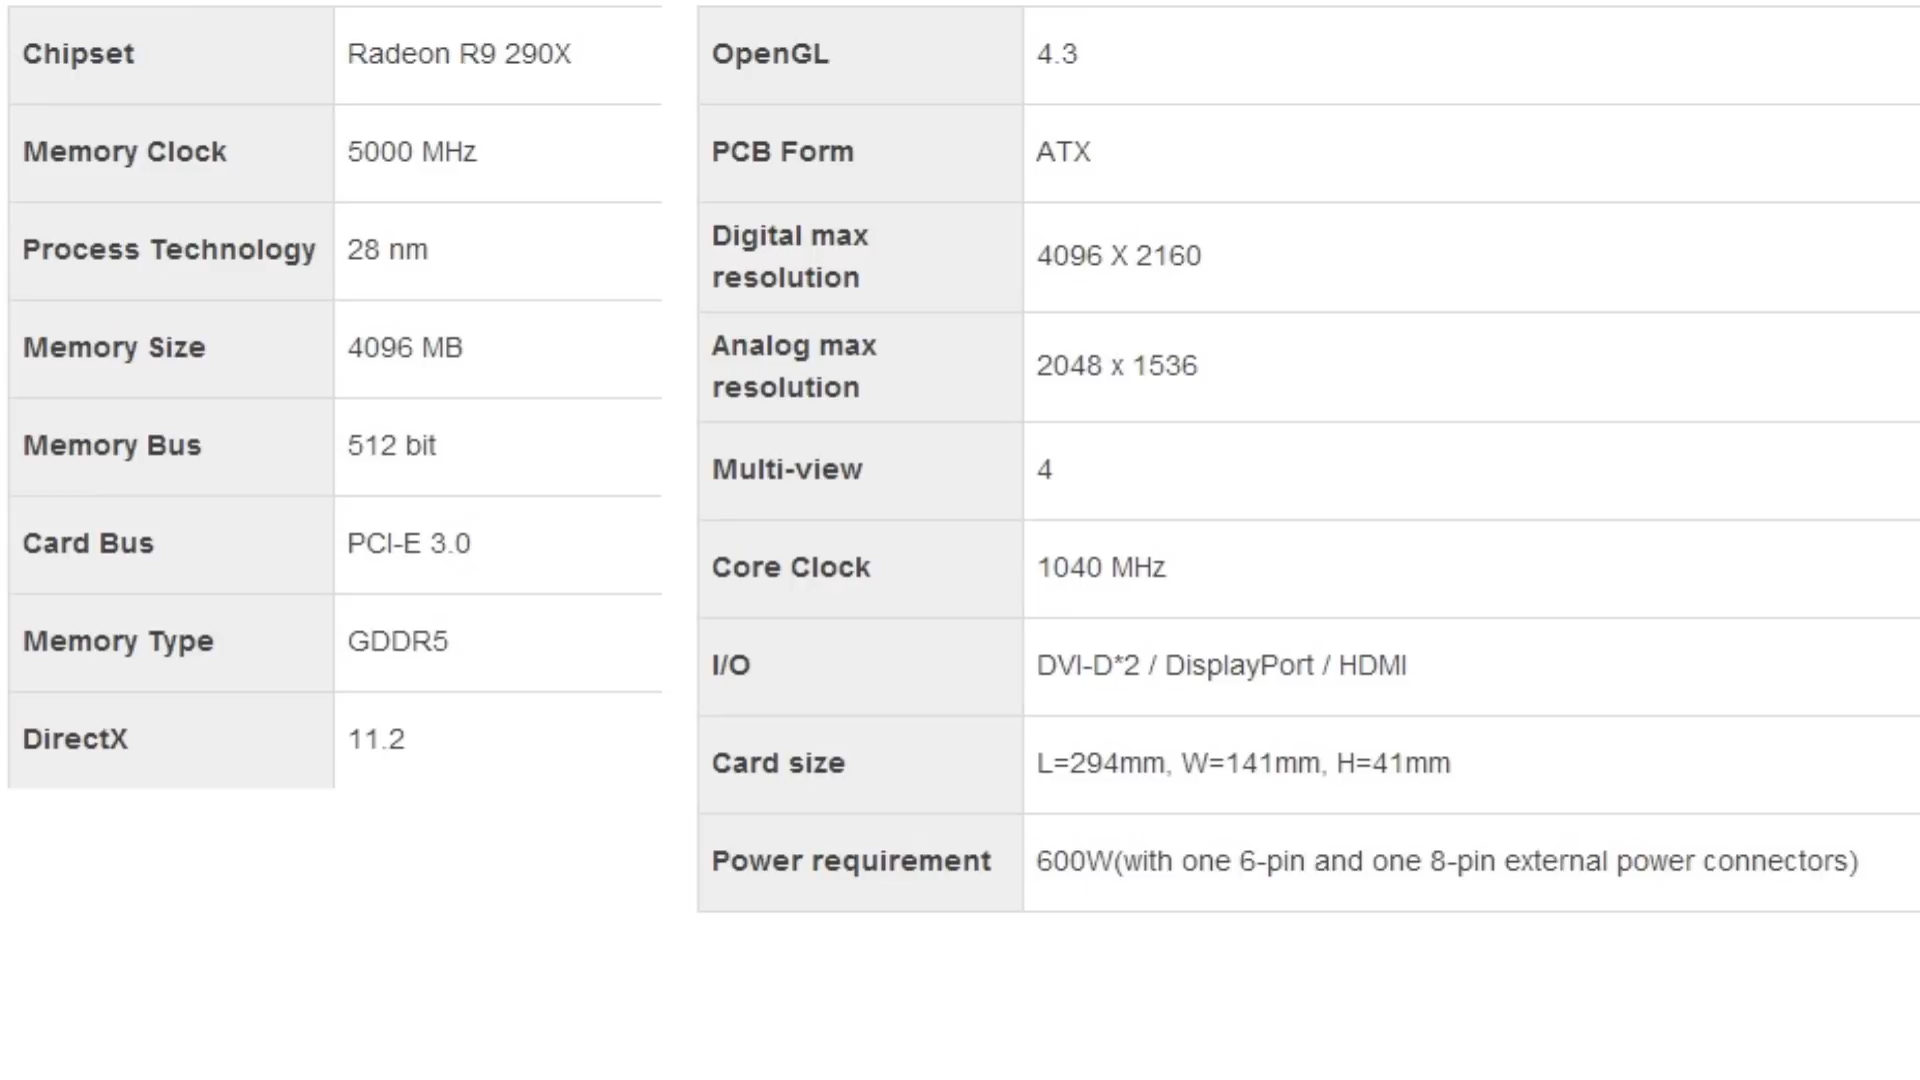 Chipset Radeon R9 290X
Memory Clock 5000 MHz
Process Technology 28 nm
Memory Size 4096 MB
Memory Bus 512 bit
Card Bus PCI-E 3.0
Memory Type GDDR5
DirectX 11.2
OpenGL 4.3
PCB Form ATX
Digital max
resolution
4096 X 2160
Analog max
resolution
2048 x 1536
Multi-view 4
Core Clock 1040 MHz
I/O DVI-D*2 / DisplayPort / HDMI
Card size L=294mm, W=141mm, H=41mm
Power requirement 600W(with one 6-pin and one 8-pin external power connectors)